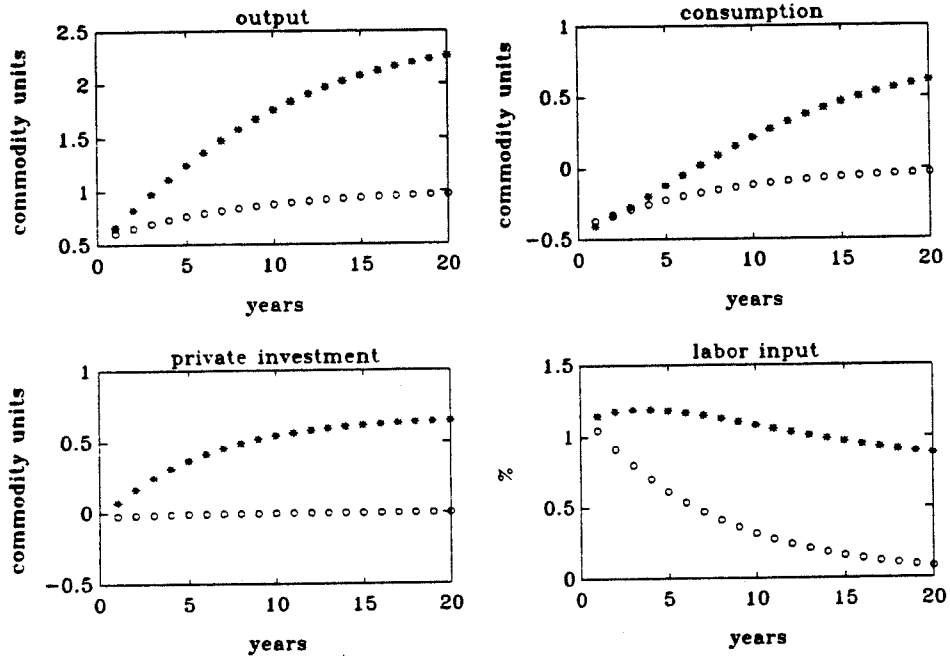 output
commodity units
2.5
2
1.5
1
0.5
0 5 10 15 20
years
consumption
commodity units
1
0.5
0
-0.5
0 5 10 15 20
years
private investment
commodity units
1
0.5
0
-0.5
0 5 10 15 20
years
labor input
%
1.5
1
0.5
0
0 5 10 15 20
years